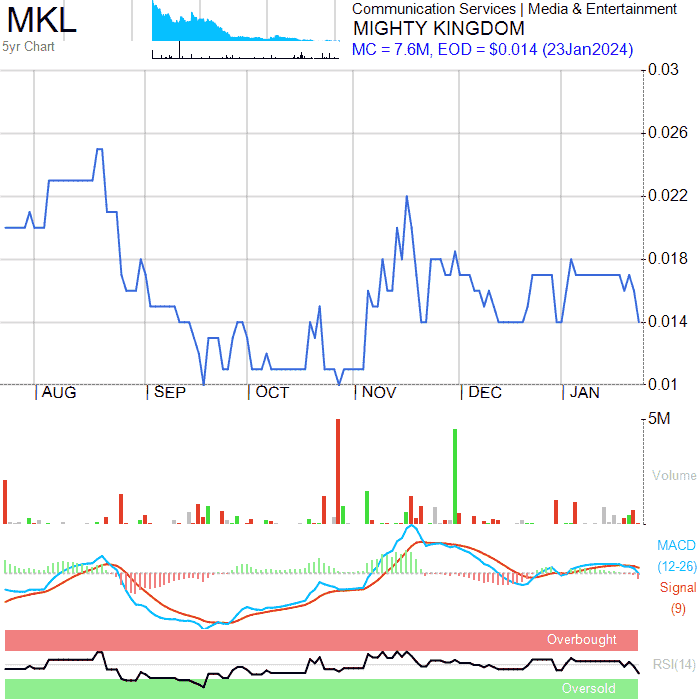 MKL
5yr Chart
Communication Services | Media & Entertainment
MIGHTY KINGDOM
MC = 7.6M, EOD = $0.014 (23Jan2024)
0.03
0.026
0.022
0.018
0.014
0.01
AUG SEP OCT NOV DEC JAN
5M
Volume
MACD
(12-26)
Signal
(9)
Overbought
RSI(14)
Oversold